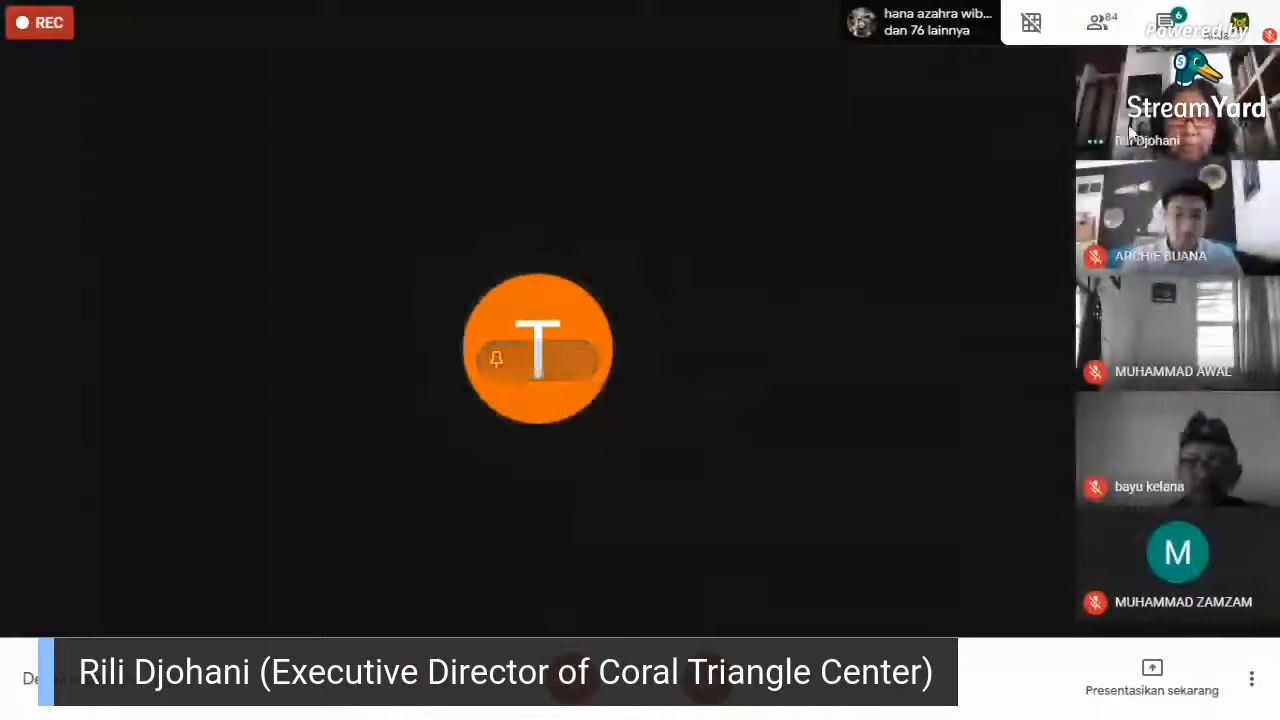 REC
hana azahra wib...
dan 76 lainnya
84
6
Powered by
StreamYard
Rili Djohani
ARCHIE BUANA
MUHAMMAD AWAL
bayu kelana
M
MUHAMMAD ZAMZAM
T
Rili Djohani (Executive Director of Coral Triangle Center)
Presentasikan sekarang